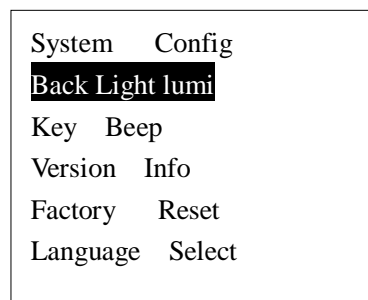 System Config
Back Light lumi
Key Beep
Version Info
Factory Reset
Language Select